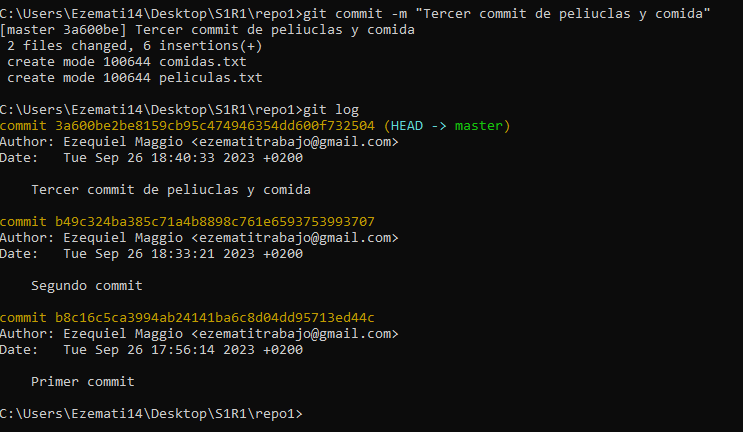 C:\Users\Ezemati14\Desktop\S1R1\repo1>git commit -m "Tercer commit de peliuclas y comida"
[master 3a600be] Tercer commit de peliuclas y comida
 2 files changed, 6 insertions(+)
 create mode 100644 comidas.txt
 create mode 100644 peliculas.txt
C:\Users\Ezemati14\Desktop\S1R1\repo1>git log
commit 3a600be2be8159cb95c474946354dd600f732504 (HEAD -> master)
Author: Ezequiel Maggio <ezematitrabajo@gmail.com>
Date:   Tue Sep 26 18:40:33 2023 +0200
    Tercer commit de peliuclas y comida
commit b49c324ba385c71a4b8898c761e6593753993707
Author: Ezequiel Maggio <ezematitrabajo@gmail.com>
Date:   Tue Sep 26 18:33:21 2023 +0200
    Segundo commit
commit b8c16c5ca3994ab24141ba6c8d04dd95713ed44c
Author: Ezequiel Maggio <ezematitrabajo@gmail.com>
Date:   Tue Sep 26 17:56:14 2023 +0200
    Primer commit
C:\Users\Ezemati14\Desktop\S1R1\repo1>